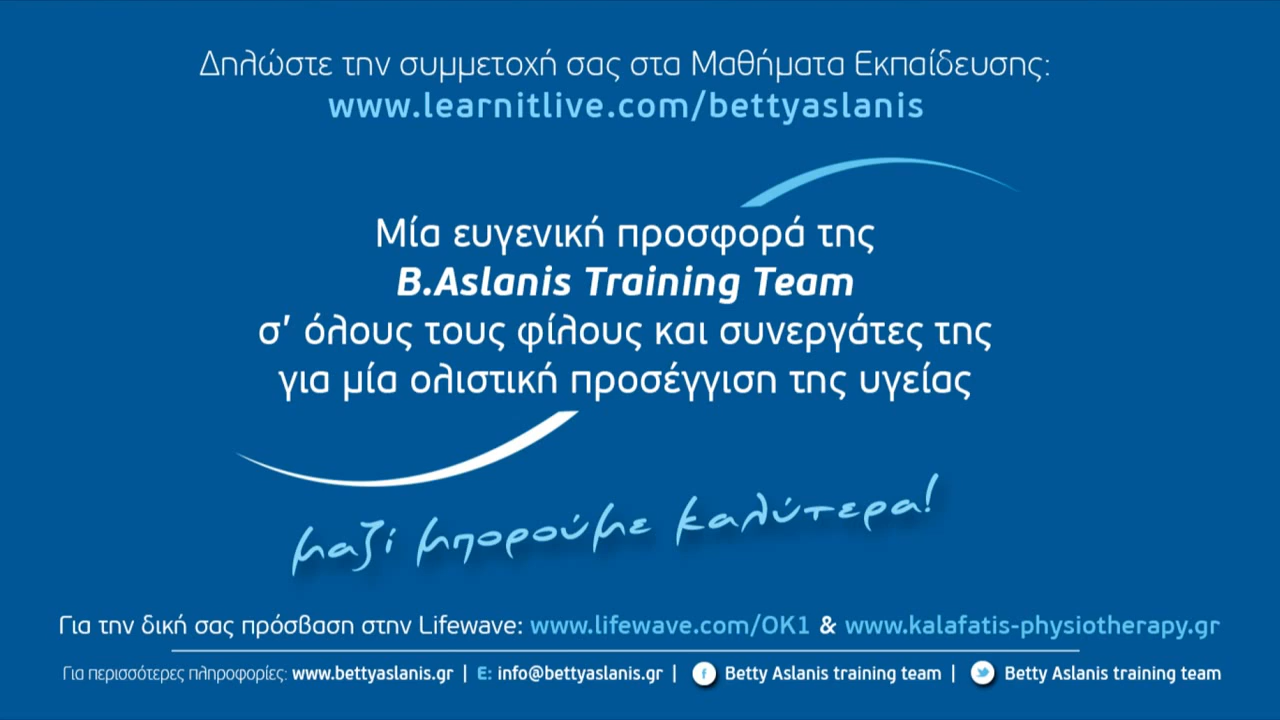 Δηλώστε την συμμετοχή σας στα Μαθήματα Εκπαίδευσης:
www.learnitlive.com/bettyaslanis
Μία ευγενική προσφορά της
B.Aslanis Training Team
σ' όλους τους φίλους και συνεργάτες της
για μία ολιστική προσέγγιση της υγείας
μαζί μπορούμε καλύτερα!
Για την δική σας πρόσβαση στην Lifewave: www.lifewave.com/OK1 & www.kalafatis-physiotherapy.gr
Για περισσότερες πληροφορίες: www.bettyaslanis.gr | E: info@bettyaslanis.gr | f Betty Aslanis training team | Betty Aslanis training team